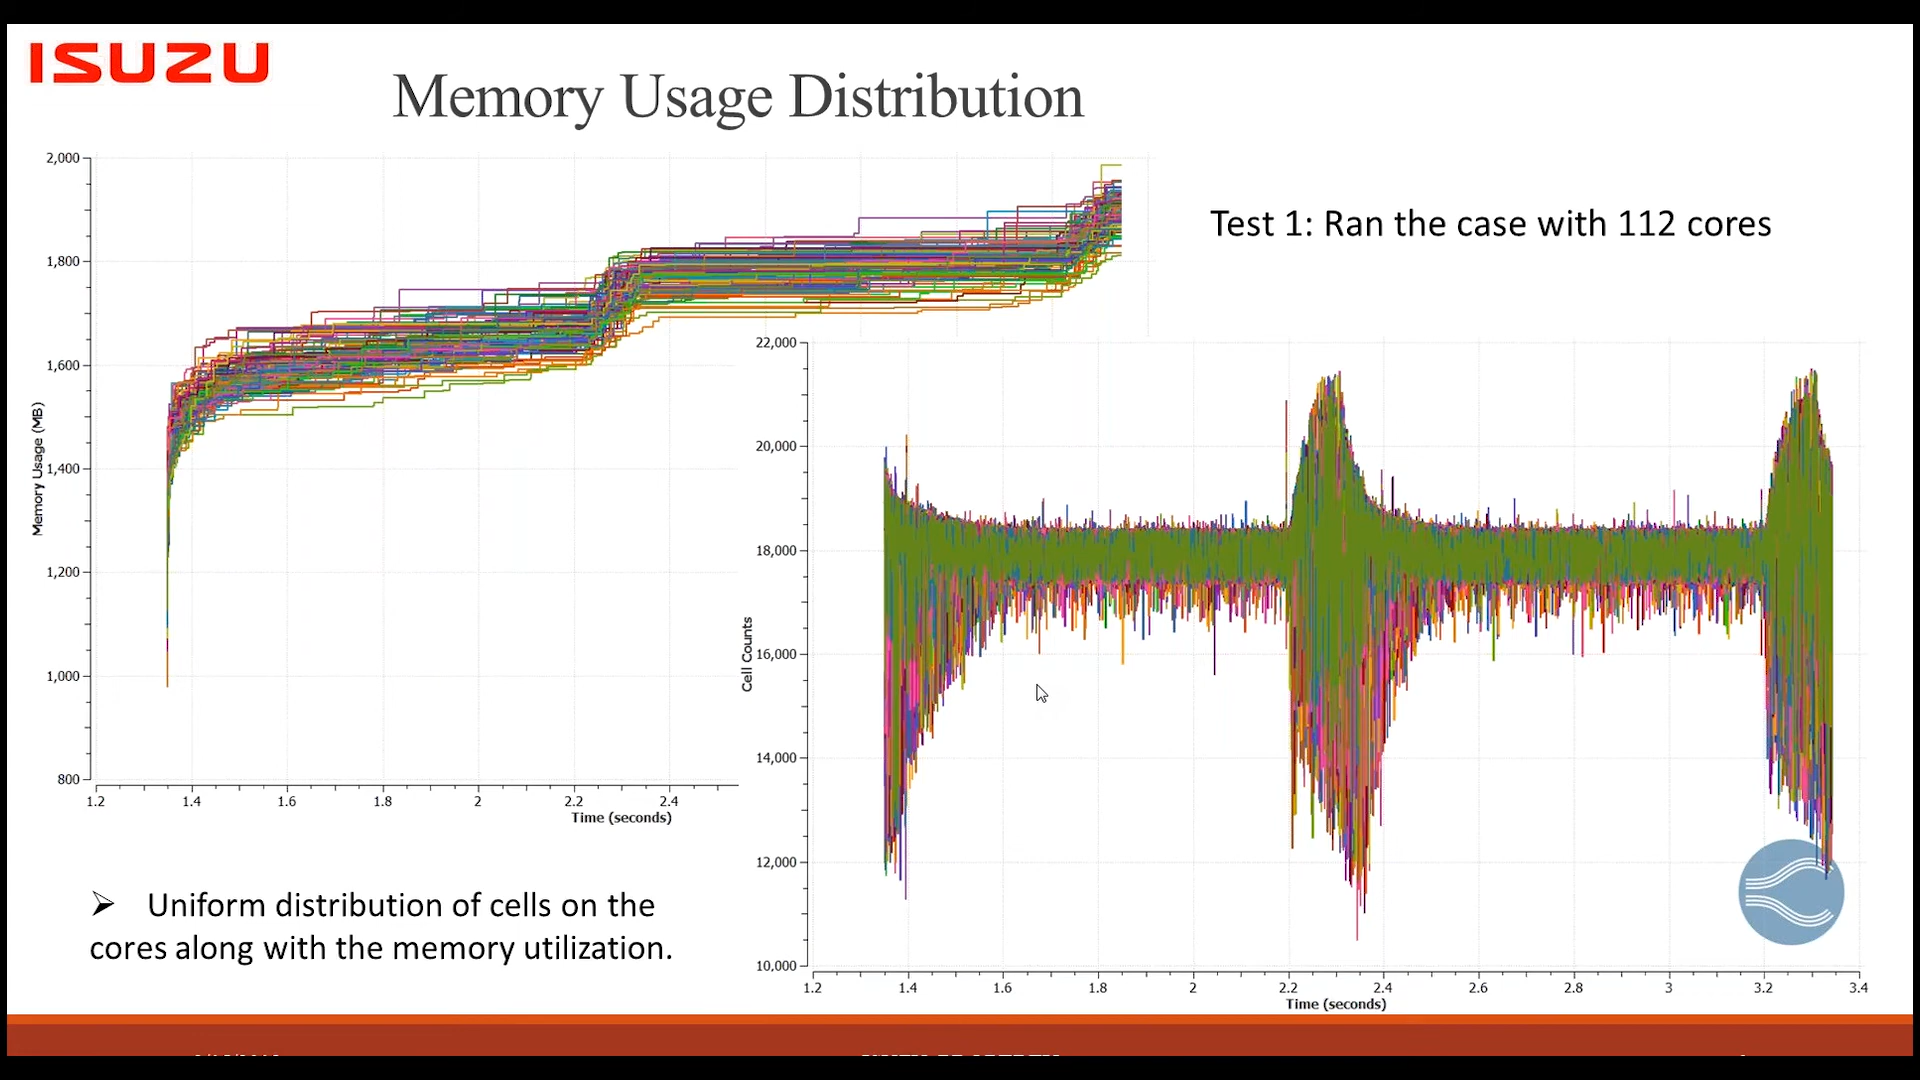 ISUZU
Memory Usage Distribution
Test 1: Ran the case with 112 cores
2,000
1,800
1,600
1,400
1,200
1,000
800
Memory Usage (MB)
1.2 1.4 1.6 1.8 2 2.2 2.4
Time (seconds)
22,000
20,000
18,000
16,000
14,000
12,000
10,000
Cell Counts
1.2 1.4 1.6 1.8 2 2.2 2.4 2.6 2.8 3 3.2 3.4
Time (seconds)
➢ Uniform distribution of cells on the
cores along with the memory utilization.